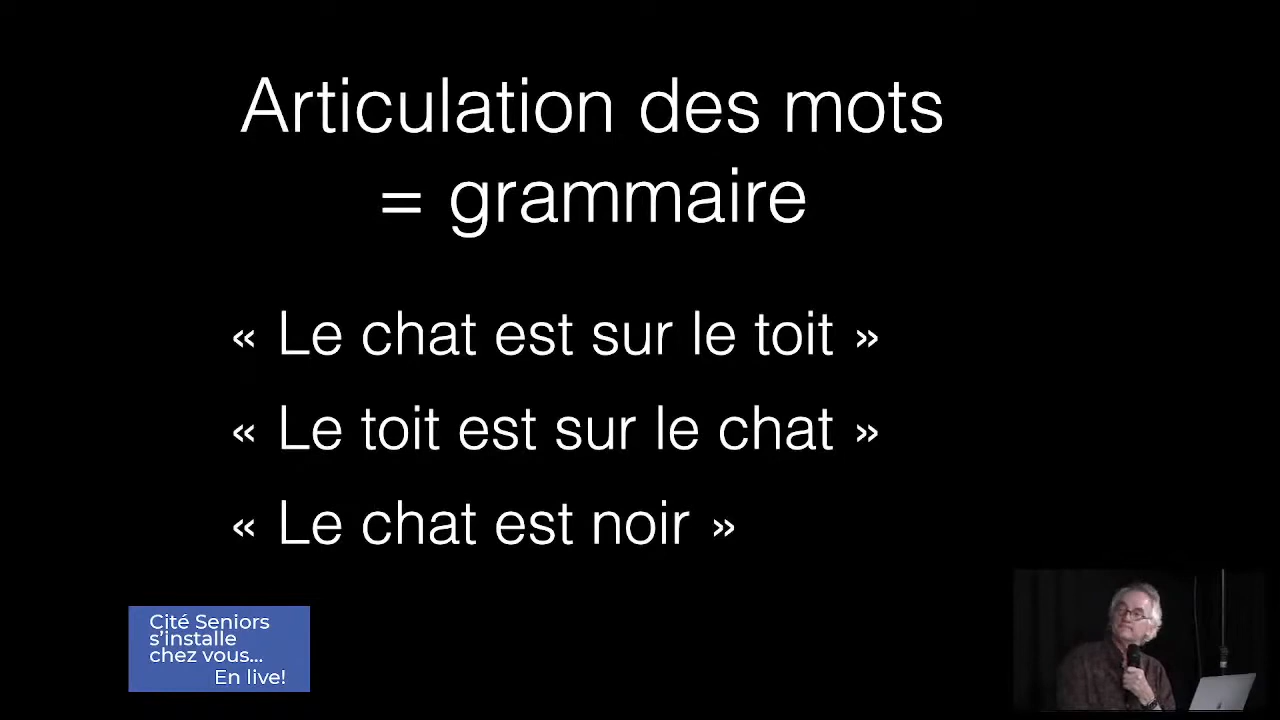 Articulation des mots
= grammaire
« Le chat est sur le toit »
« Le toit est sur le chat »
« Le chat est noir »
Cité Seniors
s'installe
chez vous...
En live!